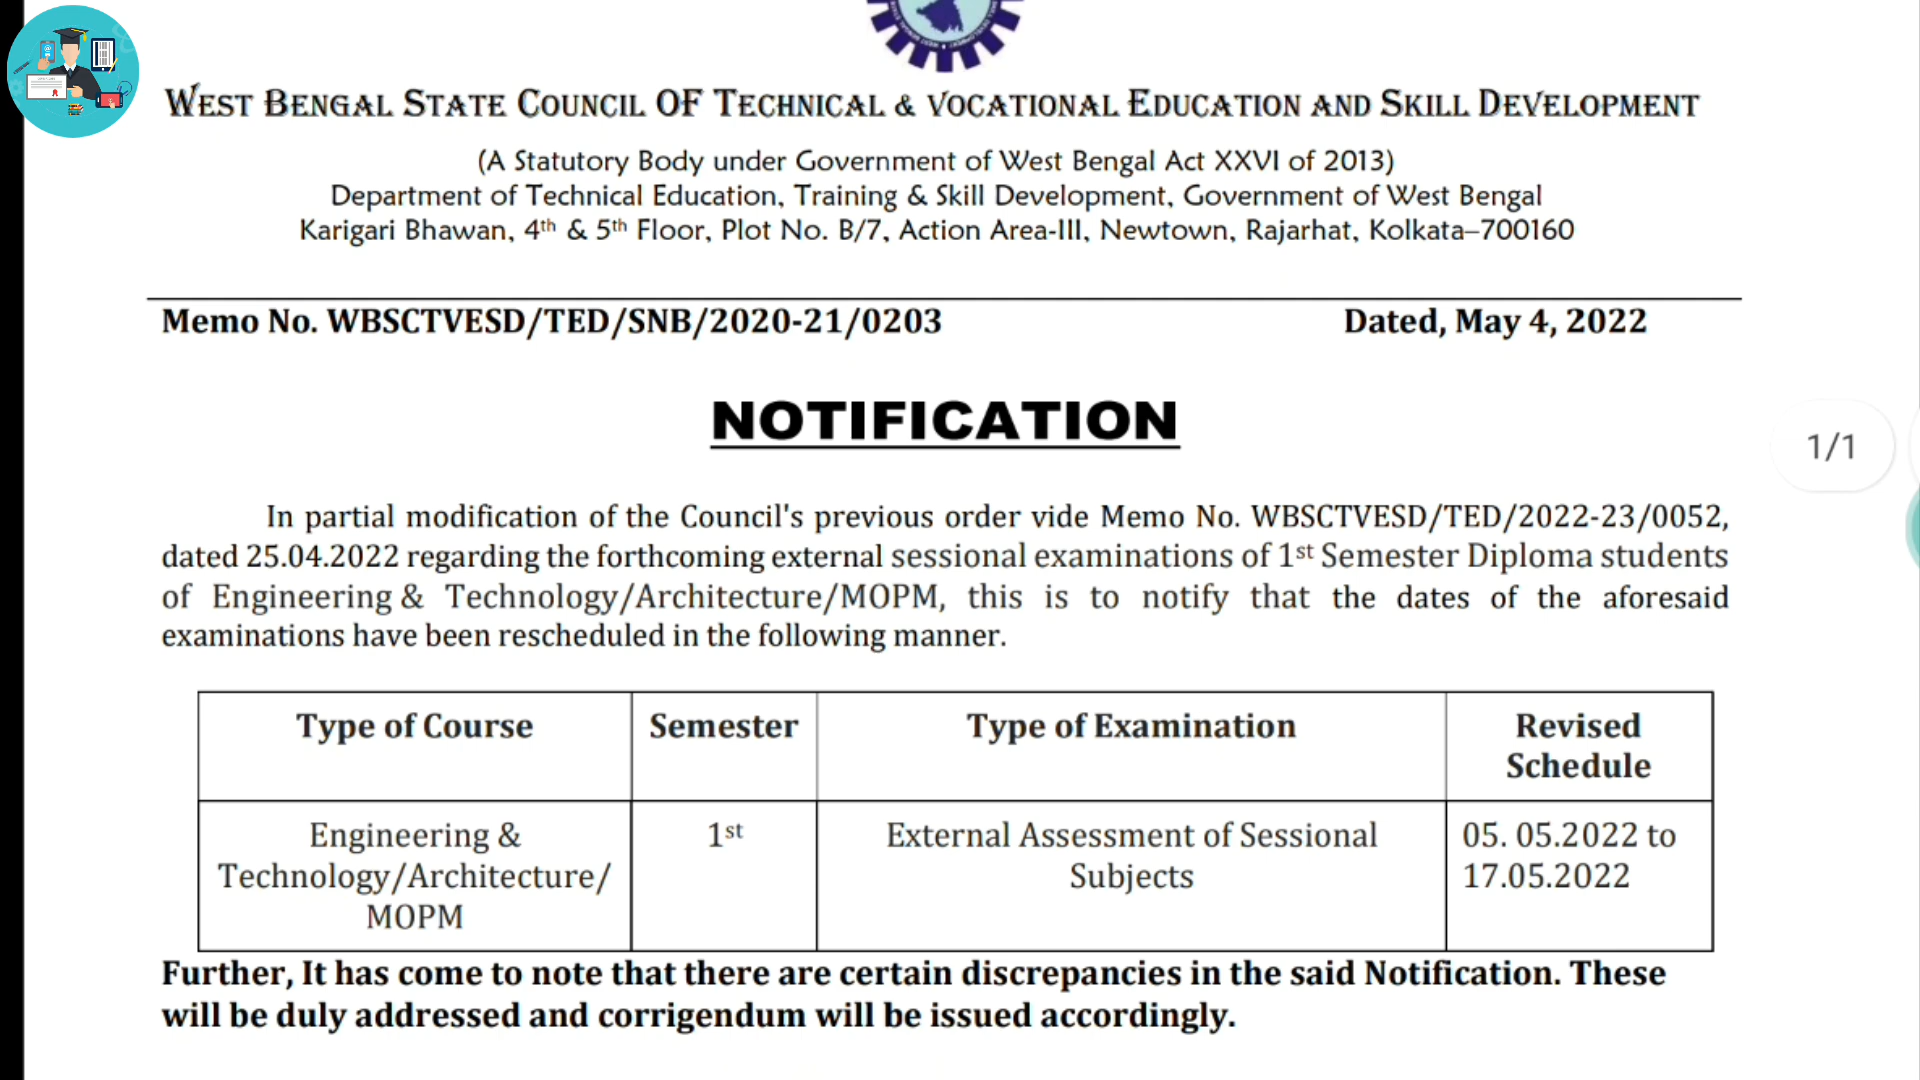 WEST BENGAL STATE COUNCIL OF TECHNICAL & VOCATIONAL EDUCATION AND SKILL DEVELOPMENT
(A Statutory Body under Government of West Bengal Act XXVI of 2013)
Department of Technical Education, Training & Skill Development, Government of West Bengal
Karigari Bhawan, 4th & 5th Floor, Plot No. B/7, Action Area-III, Newtown, Rajarhat, Kolkata–700160
Memo No. WBSCTVESD/TED/SNB/2020-21/0203 Dated, May 4, 2022
NOTIFICATION
1/1
In partial modification of the Council's previous order vide Memo No. WBSCTVESD/TED/2022-23/0052,
dated 25.04.2022 regarding the forthcoming external sessional examinations of 1st Semester Diploma students
of Engineering & Technology/Architecture/MOPM, this is to notify that the dates of the aforesaid
examinations have been rescheduled in the following manner.
Type of Course Semester Type of Examination Revised
Schedule
Engineering & 1st External Assessment of Sessional 05. 05.2022 to
Technology/Architecture/ Subjects 17.05.2022
MOPM
Further, It has come to note that there are certain discrepancies in the said Notification. These
will be duly addressed and corrigendum will be issued accordingly.